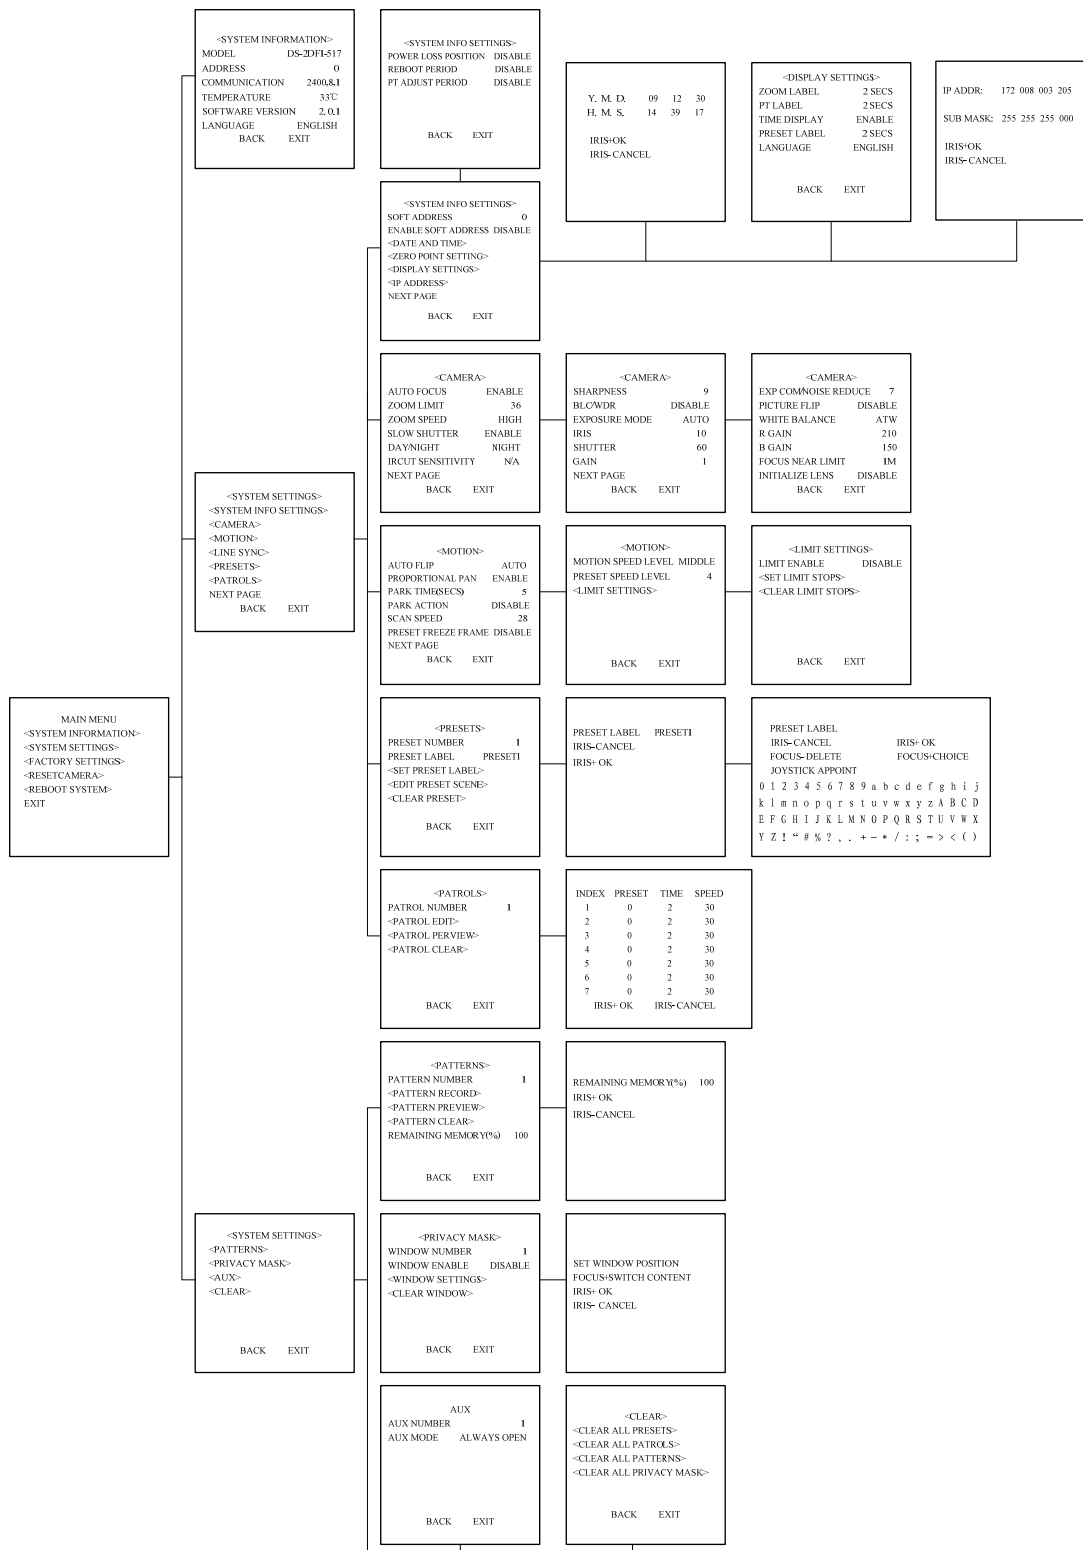 <SYSTEM INFORMATION>
MODEL DS-2DF1-517
ADDRESS 0
COMMUNICATION 2400,8,1
TEMPERATURE 33℃
SOFTWARE VERSION 2.0.1
LANGUAGE ENGLISH
BACK EXIT
<SYSTEM INFO SETTINGS>
POWER LOSS POSITION DISABLE
REBOOT PERIOD DISABLE
PT ADJUST PERIOD DISABLE
BACK EXIT
Y. M. D. 09 12 30
H. M. S. 14 39 17
IRIS+OK
IRIS-CANCEL
<DISPLAY SETTINGS>
ZOOM LABEL 2 SECS
PT LABEL 2 SECS
TIME DISPLAY ENABLE
PRESET LABEL 2 SECS
LANGUAGE ENGLISH
BACK EXIT
IP ADDR: 172 008 003 205
SUB MASK: 255 255 255 000
IRIS+OK
IRIS-CANCEL
<SYSTEM INFO SETTINGS>
SOFT ADDRESS 0
ENABLE SOFT ADDRESS DISABLE
<DATE AND TIME>
<ZERO POINT SETTING>
<DISPLAY SETTINGS>
<IP ADDRESS>
NEXT PAGE
BACK EXIT
<CAMERA>
AUTO FOCUS ENABLE
ZOOM LIMIT 36
ZOOM SPEED HIGH
SLOW SHUTTER ENABLE
DAY/NIGHT NIGHT
IRCUT SENSITIVITY N/A
NEXT PAGE
BACK EXIT
<CAMERA>
SHARPNESS 9
BLC/WDR DISABLE
EXPOSURE MODE AUTO
IRIS 10
SHUTTER 60
GAIN 1
NEXT PAGE
BACK EXIT
<CAMERA>
EXP COM/NOISE REDUCE 7
PICTURE FLIP DISABLE
WHITE BALANCE ATW
R GAIN 210
B GAIN 150
FOCUS NEAR LIMIT 1M
INITIALIZE LENS DISABLE
BACK EXIT
<SYSTEM SETTINGS>
<SYSTEM INFO SETTINGS>
<CAMERA>
<MOTION>
<LINE SYNC>
<PRESETS>
<PATROLS>
NEXT PAGE
BACK EXIT
<MOTION>
AUTO FLIP AUTO
PROPORTIONAL PAN ENABLE
PARK TIME(SECS) 5
PARK ACTION DISABLE
SCAN SPEED 28
PRESET FREEZE FRAME DISABLE
NEXT PAGE
BACK EXIT
<MOTION>
MOTION SPEED LEVEL MIDDLE
PRESET SPEED LEVEL 4
<LIMIT SETTINGS>
BACK EXIT
<LIMIT SETTINGS>
LIMIT ENABLE DISABLE
<SET LIMIT STOPS>
<CLEAR LIMIT STOPS>
BACK EXIT
MAIN MENU
<SYSTEM INFORMATION>
<SYSTEM SETTINGS>
<FACTORY SETTINGS>
<RESETCAMERA>
<REBOOT SYSTEM>
EXIT
<PRESETS>
PRESET NUMBER 1
PRESET LABEL PRESET1
<SET PRESET LABEL>
<EDIT PRESET SCENE>
<CLEAR PRESET>
BACK EXIT
PRESET LABEL PRESET1
IRIS-CANCEL
IRIS+ OK
PRESET LABEL
IRIS- CANCEL IRIS+ OK
FOCUS- DELETE FOCUS+CHOICE
JOYSTICK APPOINT
0 1 2 3 4 5 6 7 8 9 a b c d e f g h i j
k l m n o p q r s t u v w x y z A B C D
E F G H I J K L M N O P Q R S T U V W X
Y Z ! “ # % ? , . + − * / : ; = > < ( )
<PATROLS>
PATROL NUMBER 1
<PATROL EDIT>
<PATROL PERVIEW>
<PATROL CLEAR>
BACK EXIT
INDEX PRESET TIME SPEED
1 0 2 30
2 0 2 30
3 0 2 30
4 0 2 30
5 0 2 30
6 0 2 30
7 0 2 30
IRIS+ OK IRIS-CANCEL
<PATTERNS>
PATTERN NUMBER 1
<PATTERN RECORD>
<PATTERN PREVIEW>
<PATTERN CLEAR>
REMAINING MEMORY(%) 100
BACK EXIT
REMAINING MEMORY(%) 100
IRIS+ OK
IRIS-CANCEL
<SYSTEM SETTINGS>
<PATTERNS>
<PRIVACY MASK>
<AUX>
<CLEAR>
BACK EXIT
<PRIVACY MASK>
WINDOW NUMBER 1
WINDOW ENABLE DISABLE
<WINDOW SETTINGS>
<CLEAR WINDOW>
BACK EXIT
SET WINDOW POSITION
FOCUS+SWITCH CONTENT
IRIS+ OK
IRIS- CANCEL
AUX
AUX NUMBER 1
AUX MODE ALWAYS OPEN
BACK EXIT
<CLEAR>
<CLEAR ALL PRESETS>
<CLEAR ALL PATROLS>
<CLEAR ALL PATTERNS>
<CLEAR ALL PRIVACY MASK>
BACK EXIT